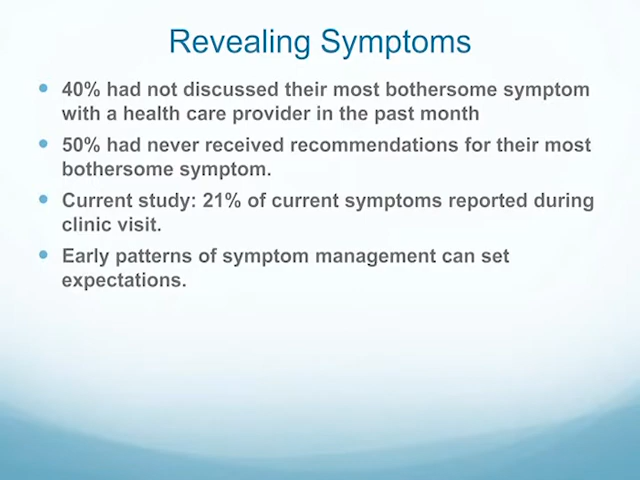 Revealing Symptoms
40% had not discussed their most bothersome symptom
with a health care provider in the past month
50% had never received recommendations for their most
bothersome symptom.
Current study: 21% of current symptoms reported during
clinic visit.
Early patterns of symptom management can set
expectations.